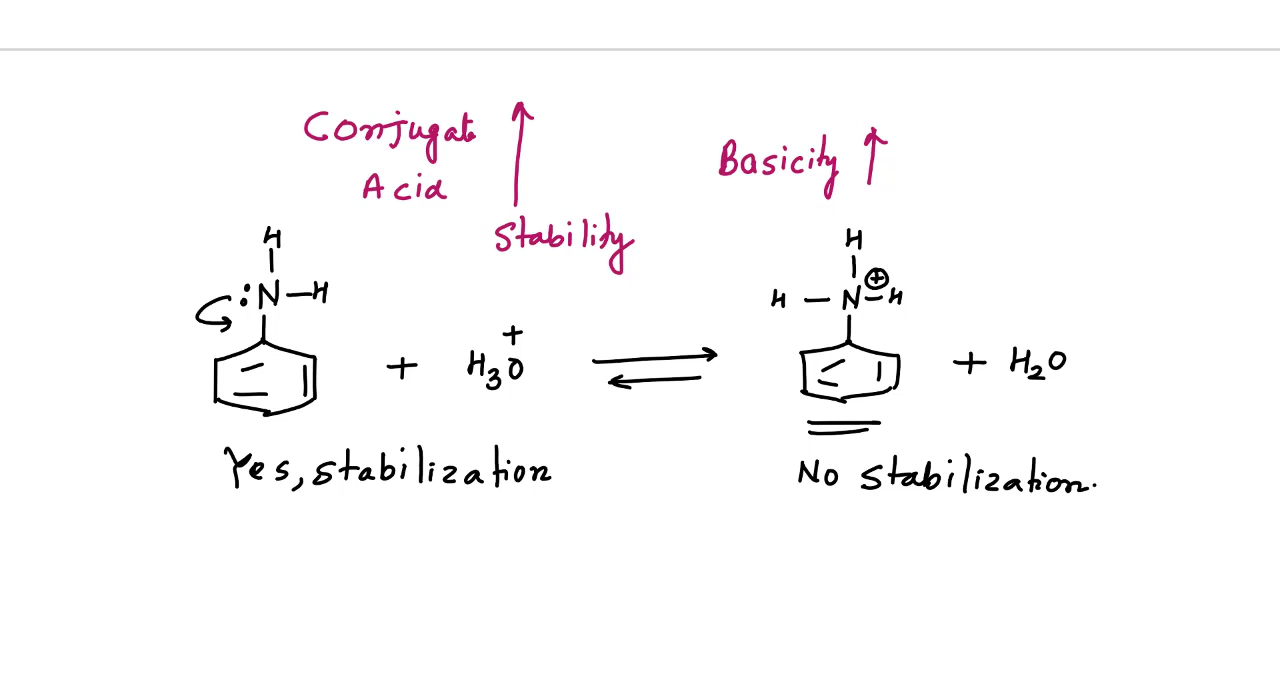 Conjugate
Acid
Stability
Basicity
H
:N-H
+ H3O+
H
H-N⊕-H
+ H2O
Yes, stabilization
No stabilization.